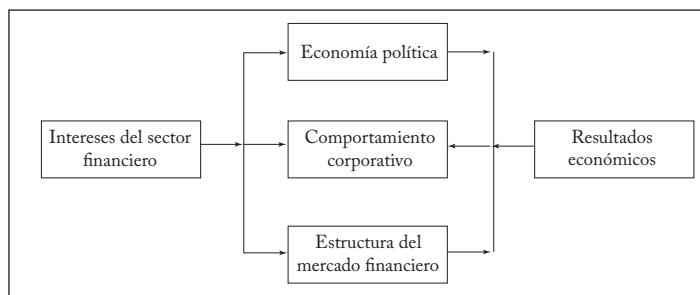 Economía política
Intereses del sector
financiero
Comportamiento
corporativo
Resultados
económicos
Estructura del
mercado financiero